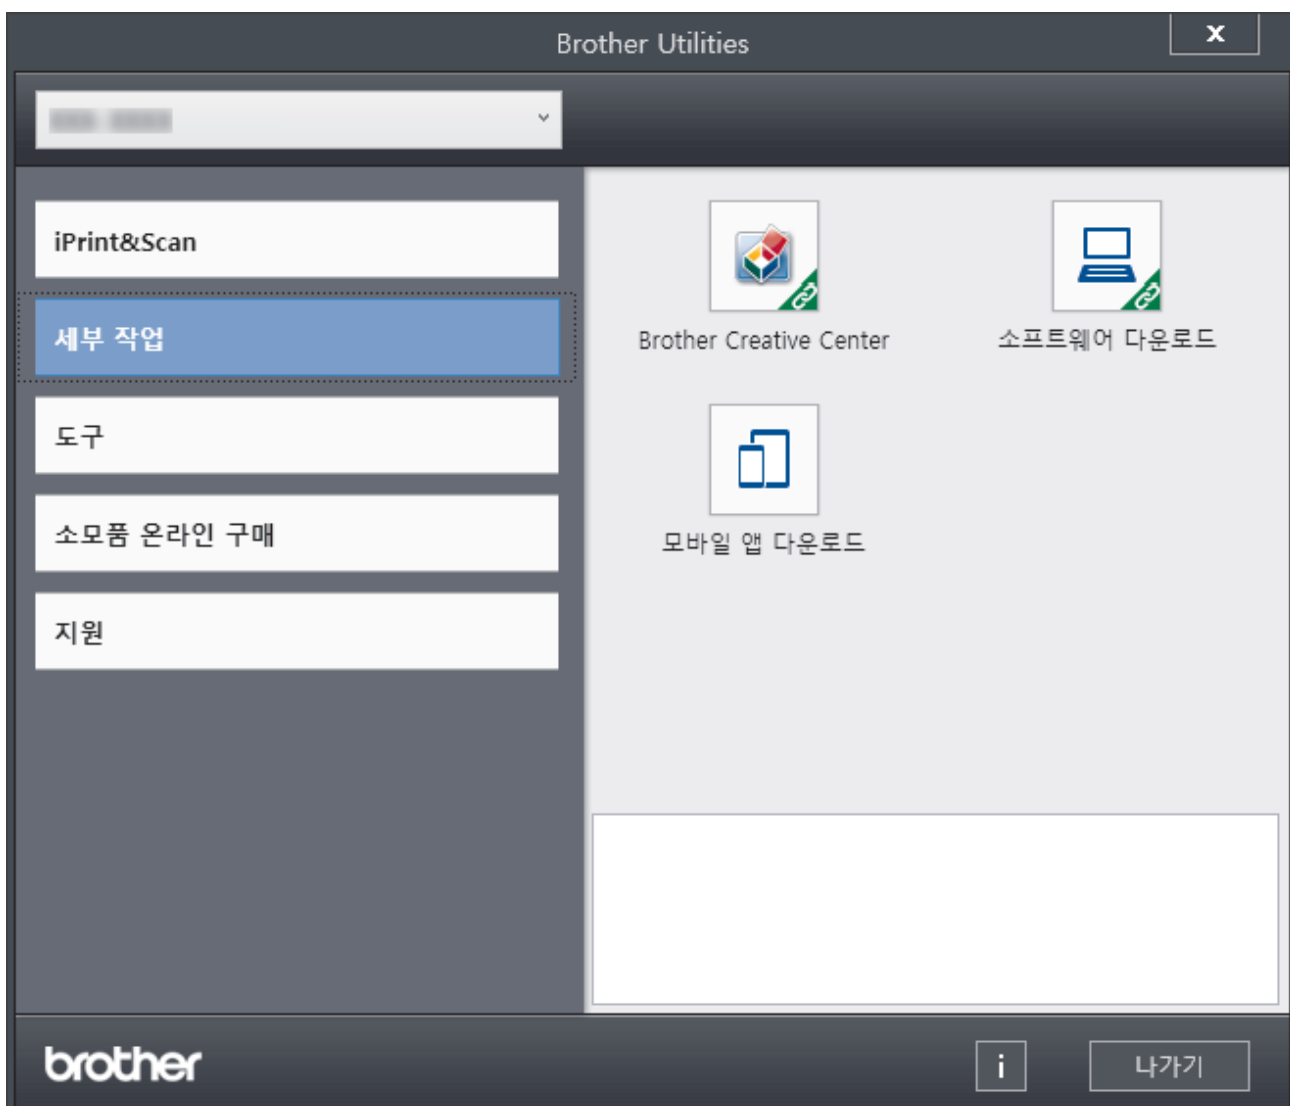 Brother Utilities
x
iPrint&Scan
세부 작업
도구
소모품 온라인 구매
지원
Brother Creative Center
소프트웨어 다운로드
모바일 앱 다운로드
brother
i
나가기